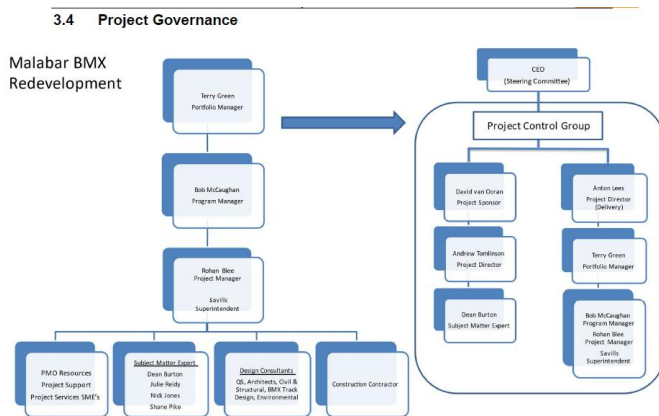 3.4 Project Governance
Malabar BMX
Redevelopment
Terry Green
Portfolio Manager
Bob McCaughan
Program Manager
Rohan Blee
Project Manager
Savills
Superintendent
PMO Resources
Project Support
Project Services SME's
Subject Matter Expert
Dean Burton
Julie Reidy
Nick Jones
Shane Pike
Design Consultants
QS, Architects, Civil &
Structural, BMX Track
Design, Environmental
Construction Contractor
CEO
(Steering Committee)
Project Control Group
David van Ooran
Project Sponsor
Andrew Tomlinson
Project Director
Dean Burton
Subject Matter Expert
Anton Lees
Project Director
(Delivery)
Terry Green
Portfolio Manager
Bob McCaughan
Program Manager
Rohan Blee
Project Manager
Savills
Superintendent